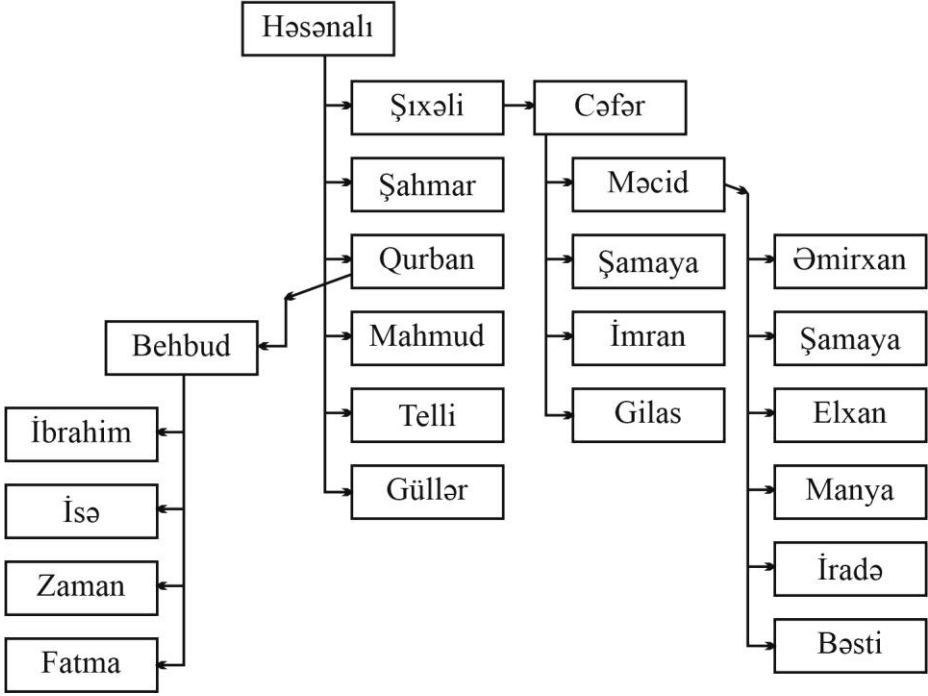 Həsənalı
Şıxəli
Cəfər
Şahmar
Məcid
Qurban
Şamaya
Əmirxan
Behbud
Mahmud
İmran
Şamaya
İbrahim
Telli
Gilas
Elxan
İsə
Güllər
Manya
Zaman
İradə
Fatma
Bəsti